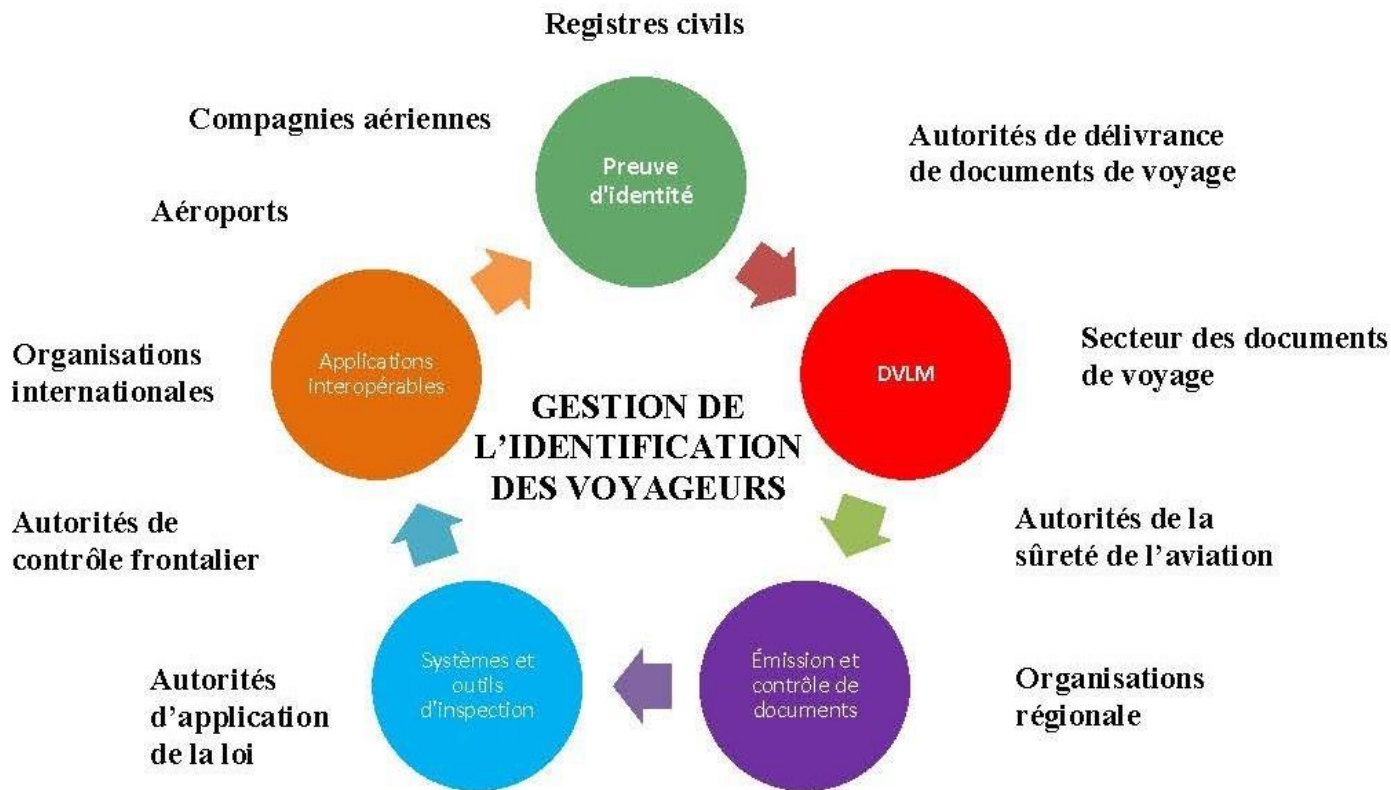 Registres civils
Compagnies aériennes
Preuve
d'identité
Autorités de délivrance
de documents de voyage
Aéroports
Organisations
internationales
Applications
interopérables
DVLM
Secteur des documents
de voyage
GESTION DE
L’IDENTIFICATION
DES VOYAGEURS
Autorités de
contrôle frontalier
Autorités de la
sûreté de l’aviation
Autorités
d’application
de la loi
Systèmes et
outils
d'inspection
Émission et
contrôle de
documents
Organisations
régionale